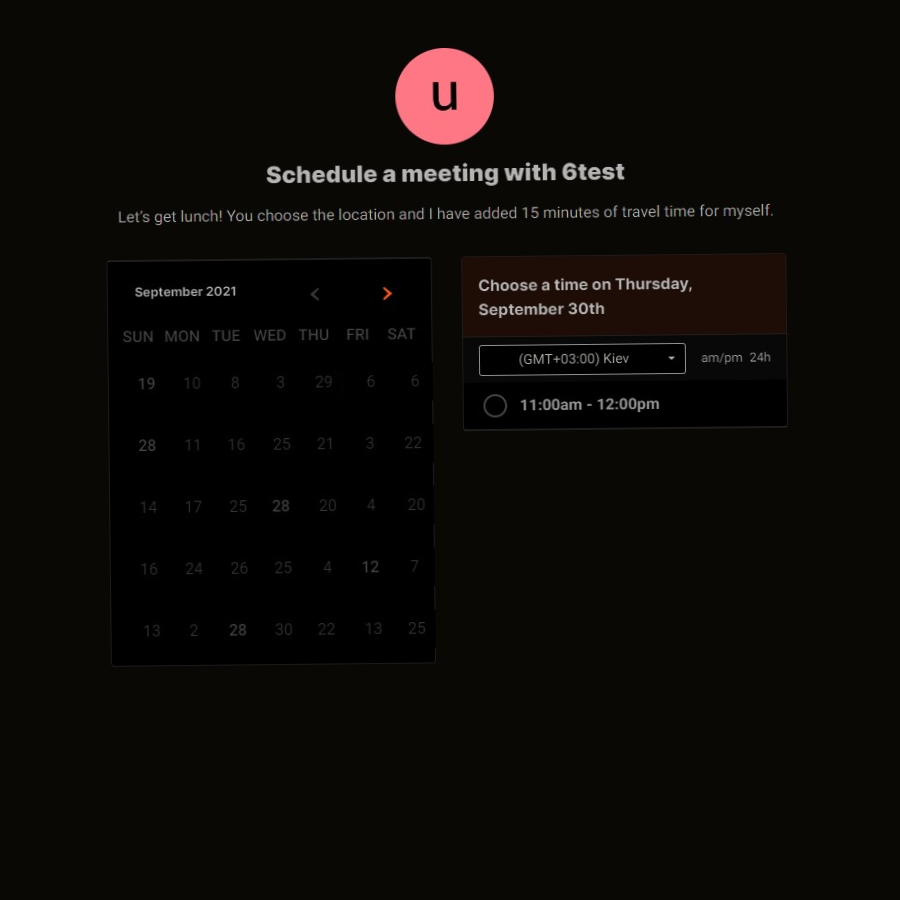 u
Schedule a meeting with 6test
Let's get lunch! You choose the location and I have added 15 minutes of travel time for myself.
September 2021
SUN MON TUE WED THU FRI SAT
19 10 8 3 29 6 6
28 11 16 25 21 3 22
14 17 25 28 20 4 20
16 24 26 25 4 12 7
13 2 28 30 22 13 25
Choose a time on Thursday,
September 30th
(GMT+03:00) Kiev am/pm 24h
11:00am - 12:00pm